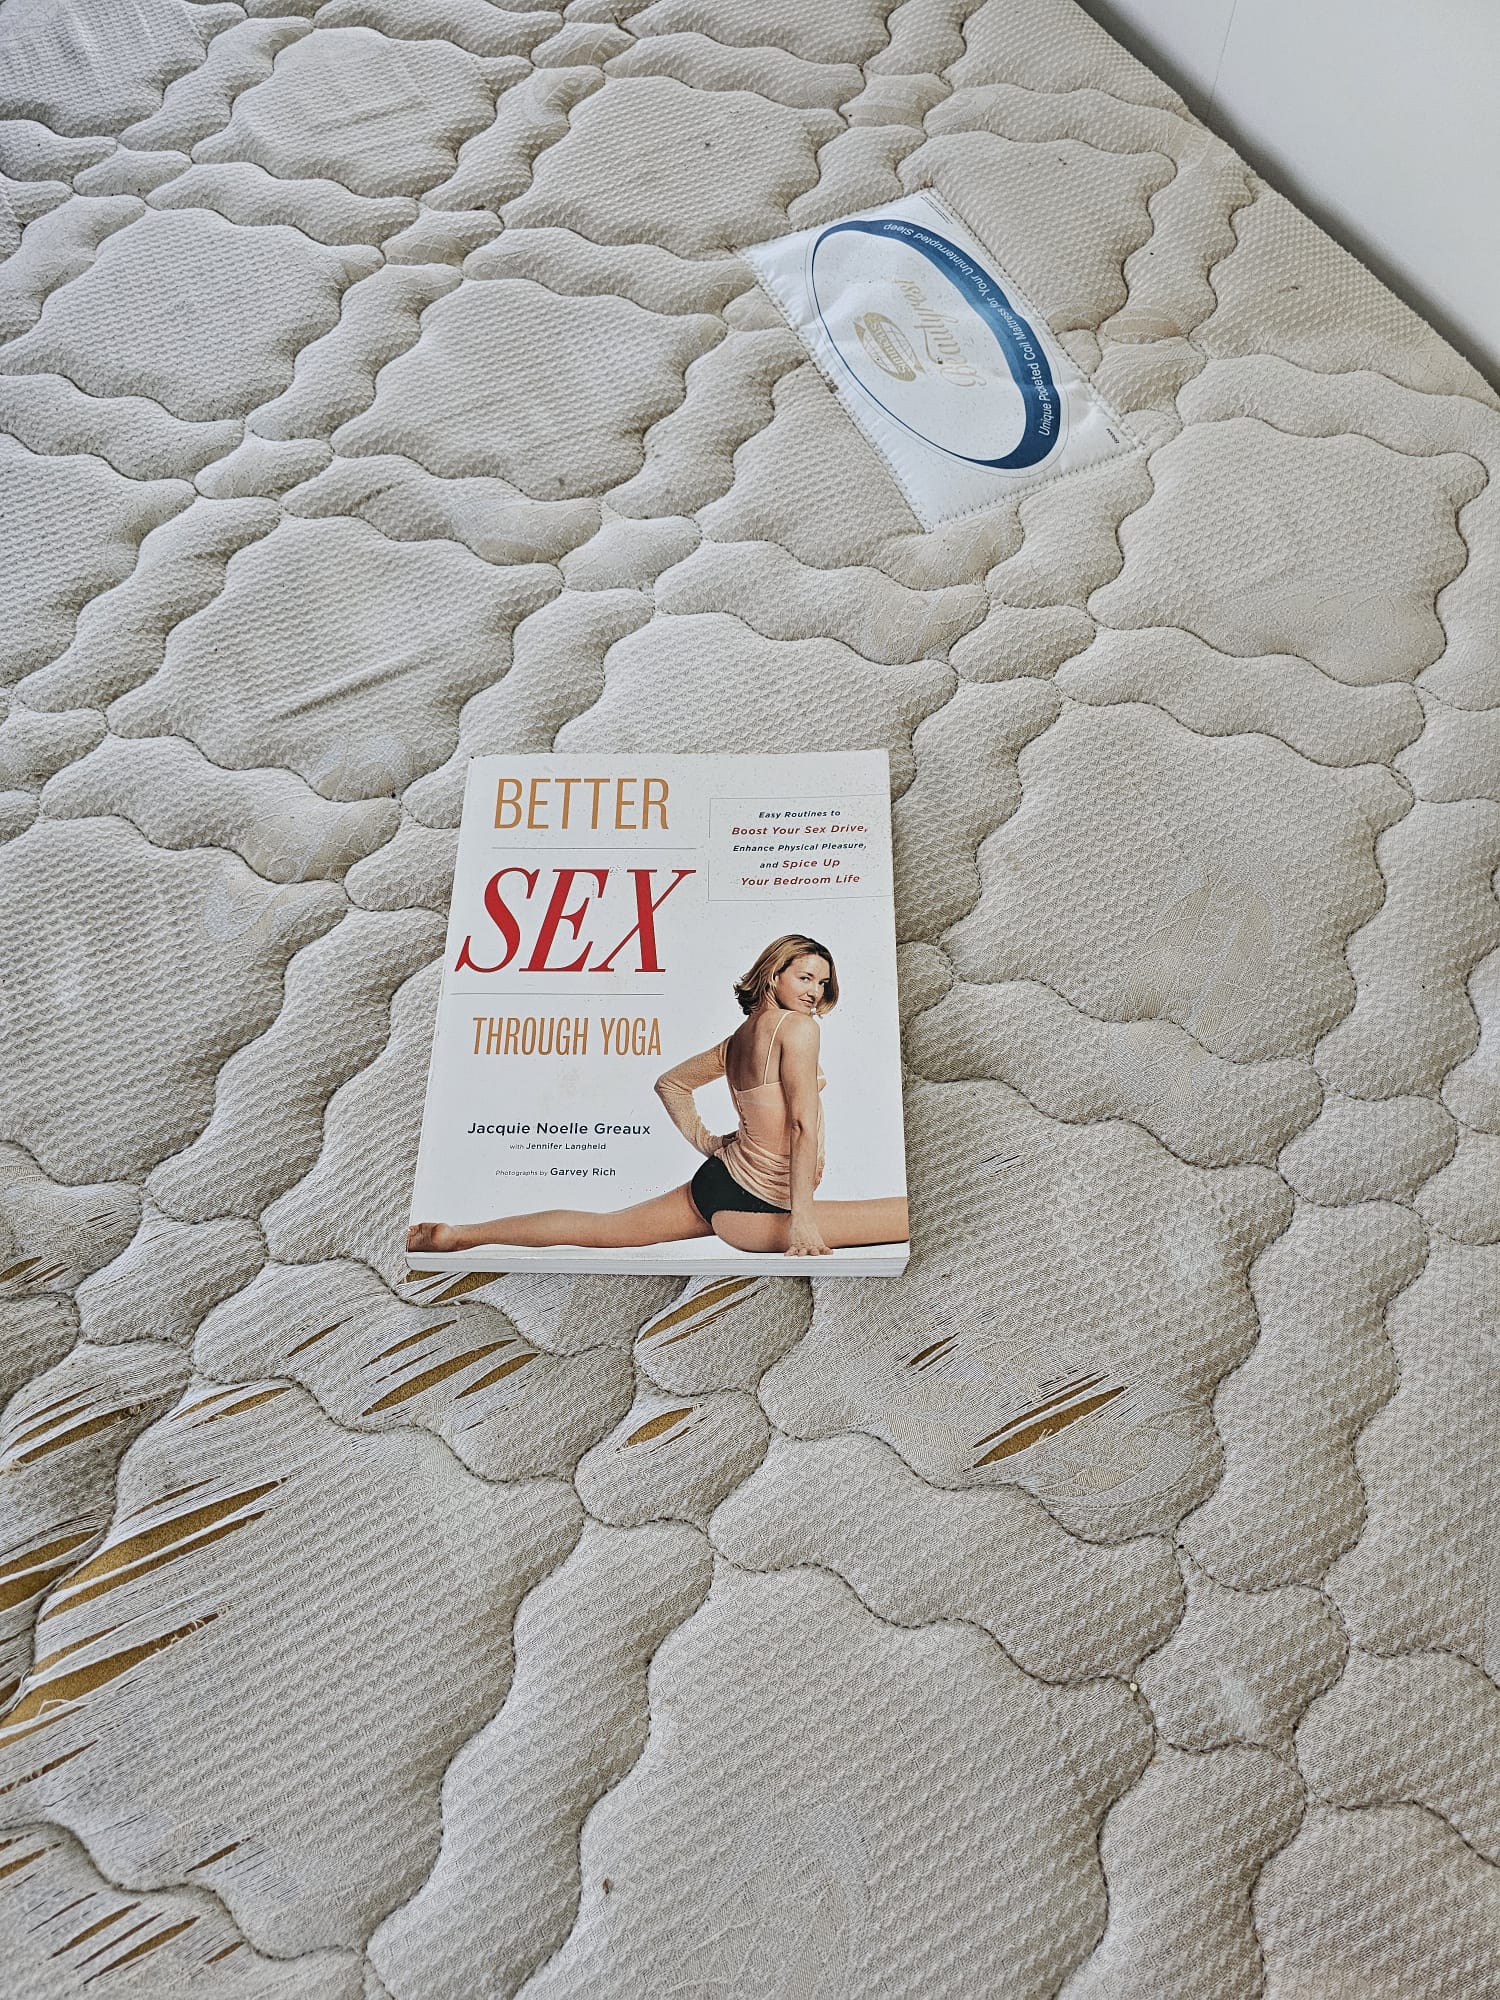 Unique Pocketed Coil Mattress for Your Uninterrupted Sleep
Beautyrest
SIMMONS
BETTER
SEX
THROUGH YOGA
Easy Routines to
Boost Your Sex Drive,
Enhance Physical Pleasure,
and Spice Up
Your Bedroom Life
Jacquie Noelle Greaux
with Jennifer Langheld
Photographs by Garvey Rich